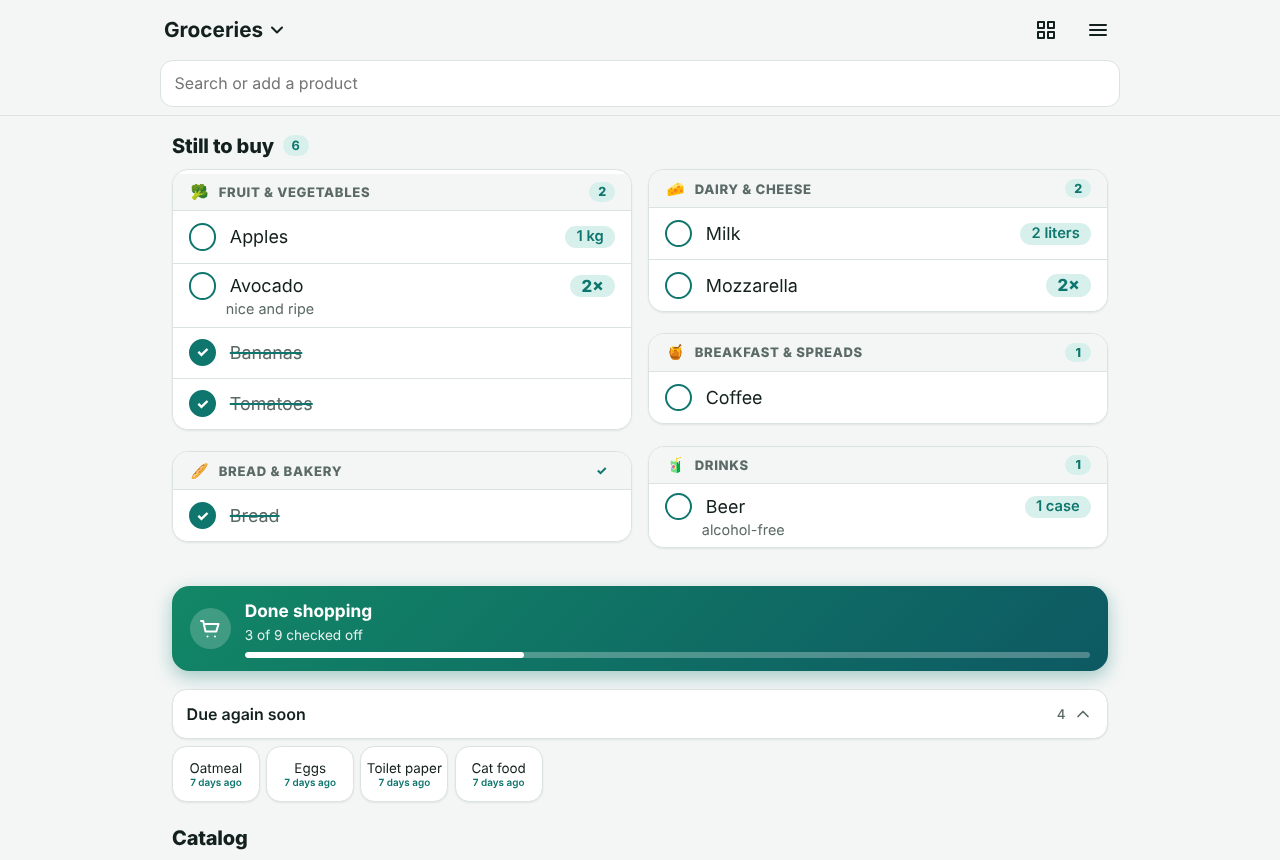 Groceries
Search or add a product
Still to buy 6
FRUIT & VEGETABLES 2
Apples 1 kg
Avocado 2×
nice and ripe
Bananas
Tomatoes
BREAD & BAKERY
Bread
DAIRY & CHEESE 2
Milk 2 liters
Mozzarella 2×
BREAKFAST & SPREADS 1
Coffee
DRINKS 1
Beer 1 case
alcohol-free
Done shopping
3 of 9 checked off
Due again soon 4
Oatmeal
7 days ago
Eggs
7 days ago
Toilet paper
7 days ago
Cat food
7 days ago
Catalog